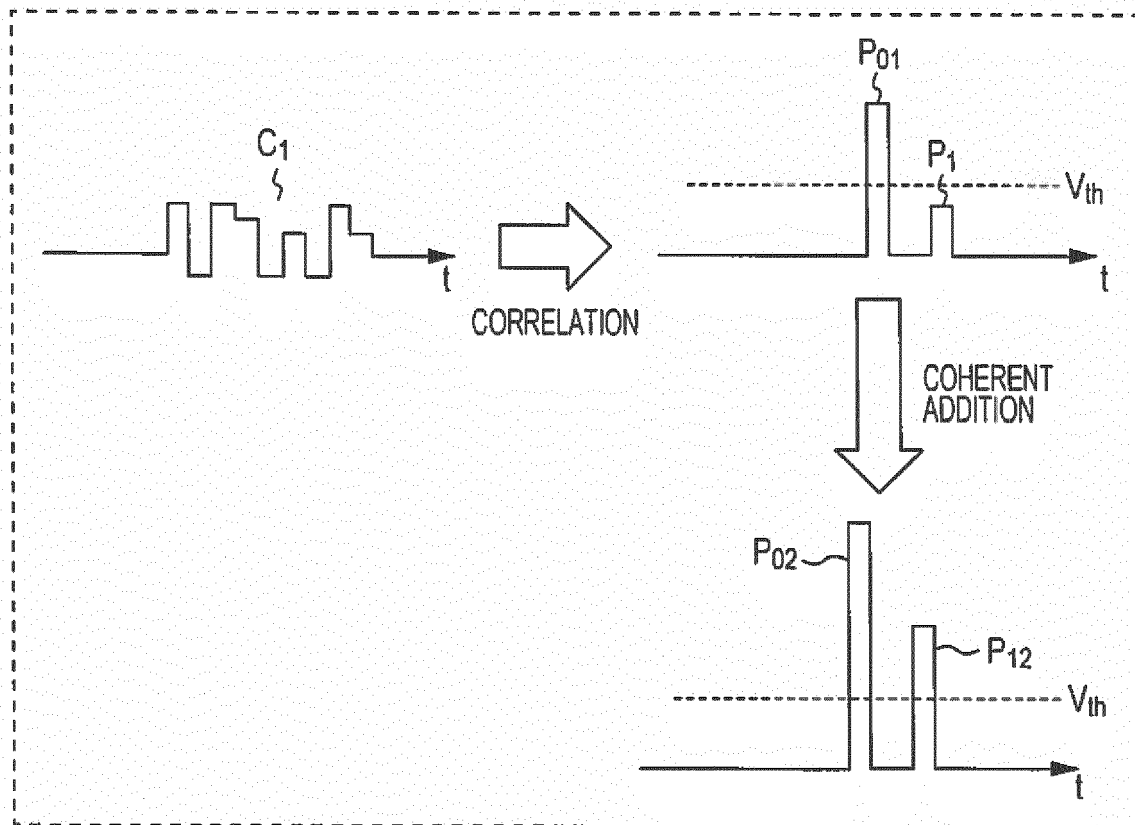 P01
C1
P1
Vth
t
t
CORRELATION
COHERENT
ADDITION
P02
P12
Vth
t